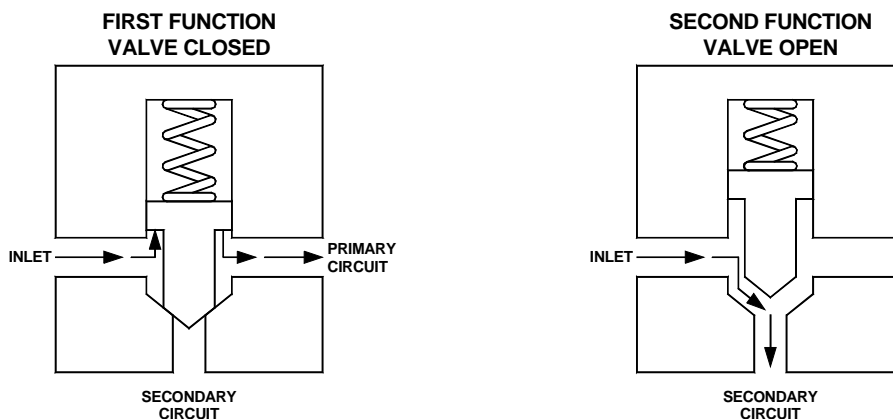 FIRST FUNCTION
VALVE CLOSED
INLET
PRIMARY
CIRCUIT
SECONDARY
CIRCUIT
SECOND FUNCTION
VALVE OPEN
INLET
SECONDARY
CIRCUIT